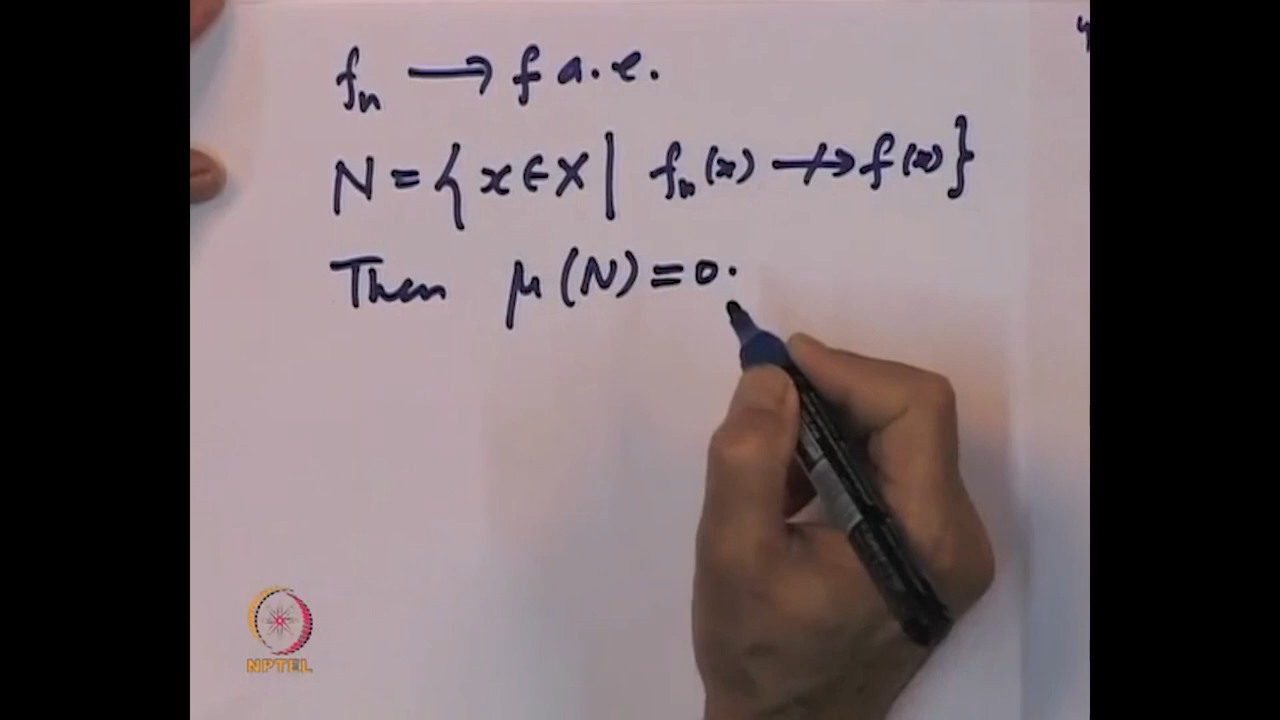 fₙ ⟶ f a.e.
N = { x ∈ X | fₙ(x) ↛ f(x) }
Then μ(N) = 0.
NPTEL